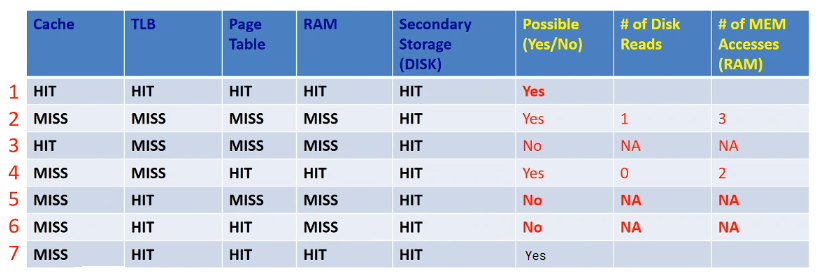 Cache TLB Page Table RAM Secondary Storage (DISK) Possible (Yes/No) # of Disk Reads # of MEM Accesses (RAM)
1 HIT HIT HIT HIT HIT Yes
2 MISS MISS MISS MISS HIT Yes 1 3
3 HIT MISS MISS MISS HIT No NA NA
4 MISS MISS HIT HIT HIT Yes 0 2
5 MISS HIT MISS MISS HIT No NA NA
6 MISS HIT HIT MISS HIT No NA NA
7 MISS HIT HIT HIT HIT Yes